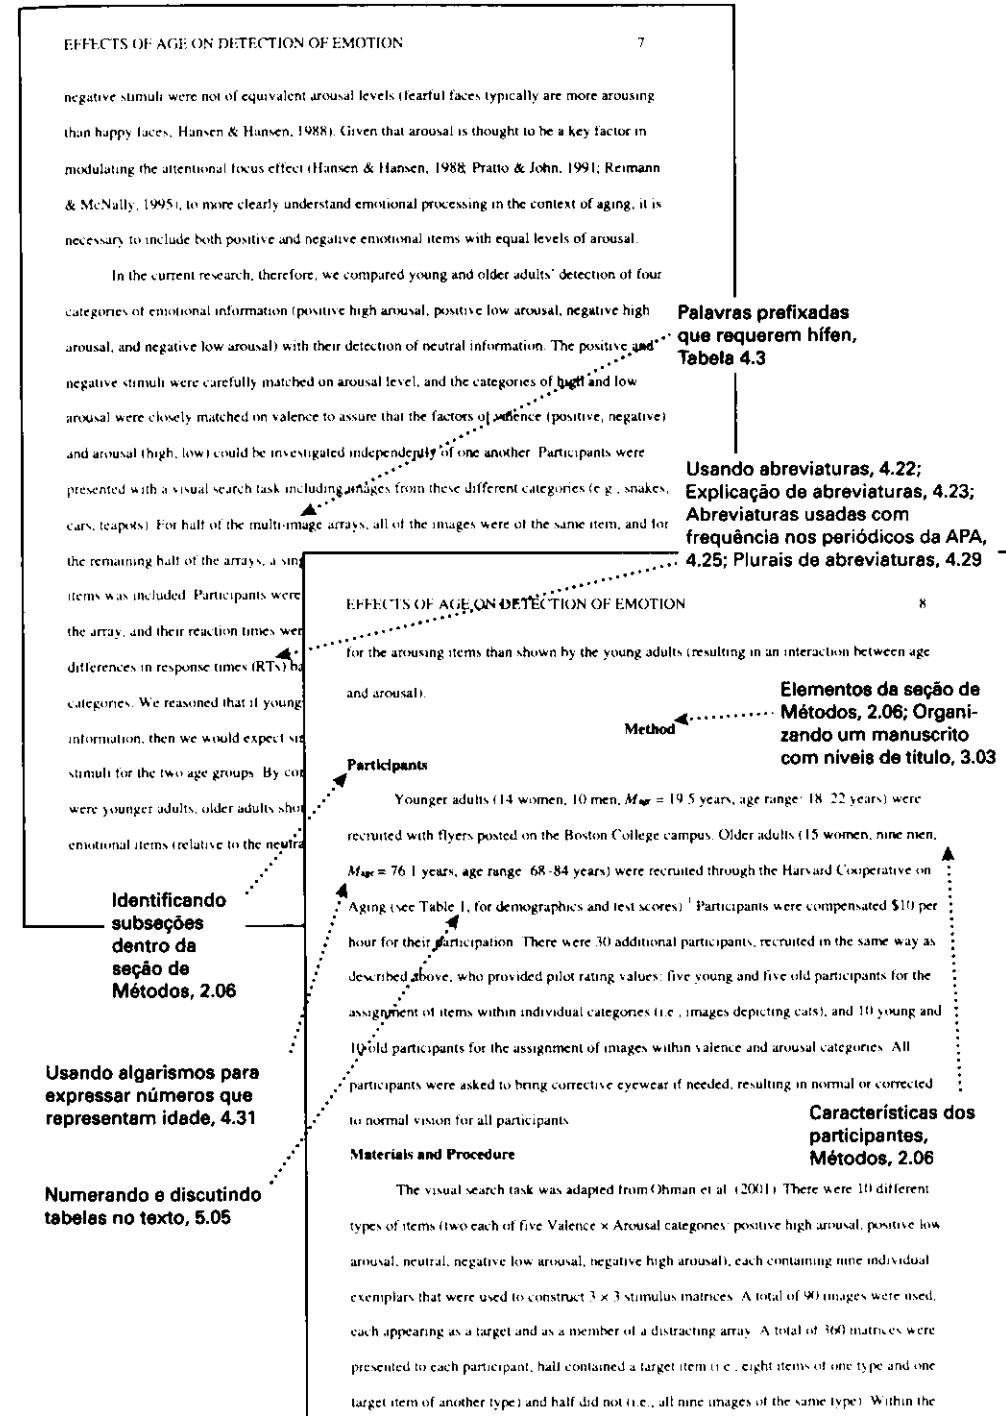 EFFECTS OF AGE ON DETECTION OF EMOTION 7
negative stimuli were not of equivalent arousal levels (fearful faces typically are more arousing
than happy faces, Hansen & Hansen, 1988). Given that arousal is thought to be a key factor in
modulating the attentional focus effect (Hansen & Hansen, 1988; Pratto & John, 1991; Reimann
& McNally, 1995), to more clearly understand emotional processing in the context of aging, it is
necessary to include both positive and negative emotional items with equal levels of arousal.
In the current research, therefore, we compared young and older adults' detection of four
categories of emotional information (positive high arousal, positive low arousal, negative high
arousal, and negative low arousal) with their detection of neutral information. The positive and
negative stimuli were carefully matched on arousal level, and the categories of high and low
arousal were closely matched on valence to assure that the factors of valence (positive, negative)
and arousal (high, low) could be investigated independently of one another. Participants were
presented with a visual search task including images from these different categories (e.g., snakes,
cars, teapots). For half of the multi-image arrays, all of the images were of the same item, and for
the remaining half of the arrays, a sing
items was included. Participants were
the array, and their reaction times wer
differences in response times (RTs) ba
categories. We reasoned that if young
information, then we would expect sim
stimuli for the two age groups. By con
were younger adults, older adults shou
emotional items (relative to the neutra
Palavras prefixadas
que requerem hífen,
Tabela 4.3
Usando abreviaturas, 4.22;
Explicação de abreviaturas, 4.23;
Abreviaturas usadas com
frequência nos periódicos da APA,
4.25; Plurais de abreviaturas, 4.29
EFFECTS OF AGE ON DETECTION OF EMOTION 8
for the arousing items than shown by the young adults (resulting in an interaction between age
and arousal).
Elementos da seção de
Métodos, 2.06; Organi-
zando um manuscrito
com níveis de título, 3.03
Method
Participants
Younger adults (14 women, 10 men, Mage = 19.5 years, age range: 18-22 years) were
recruited with flyers posted on the Boston College campus. Older adults (15 women, nine men,
Mage = 76.1 years, age range: 68-84 years) were recruited through the Harvard Cooperative on
Aging (see Table 1, for demographics and test scores).1 Participants were compensated $10 per
hour for their participation. There were 30 additional participants, recruited in the same way as
described above, who provided pilot rating values: five young and five old participants for the
assignment of items within individual categories (i.e., images depicting cats), and 10 young and
10 old participants for the assignment of images within valence and arousal categories. All
participants were asked to bring corrective eyewear if needed, resulting in normal or corrected
to normal vision for all participants.
Identificando
subseções
dentro da
seção de
Métodos, 2.06
Usando algarismos para
expressar números que
representam idade, 4.31
Características dos
participantes,
Métodos, 2.06
Numerando e discutindo
tabelas no texto, 5.05
Materials and Procedure
The visual search task was adapted from Ohman et al. (2001). There were 10 different
types of items (two each of five Valence × Arousal categories: positive high arousal, positive low
arousal, neutral, negative low arousal, negative high arousal), each containing nine individual
exemplars that were used to construct 3 × 3 stimulus matrices. A total of 90 images were used,
each appearing as a target and as a member of a distracting array. A total of 360 matrices were
presented to each participant, half contained a target item (i.e., eight items of one type and one
target item of another type) and half did not (i.e., all nine images of the same type). Within the